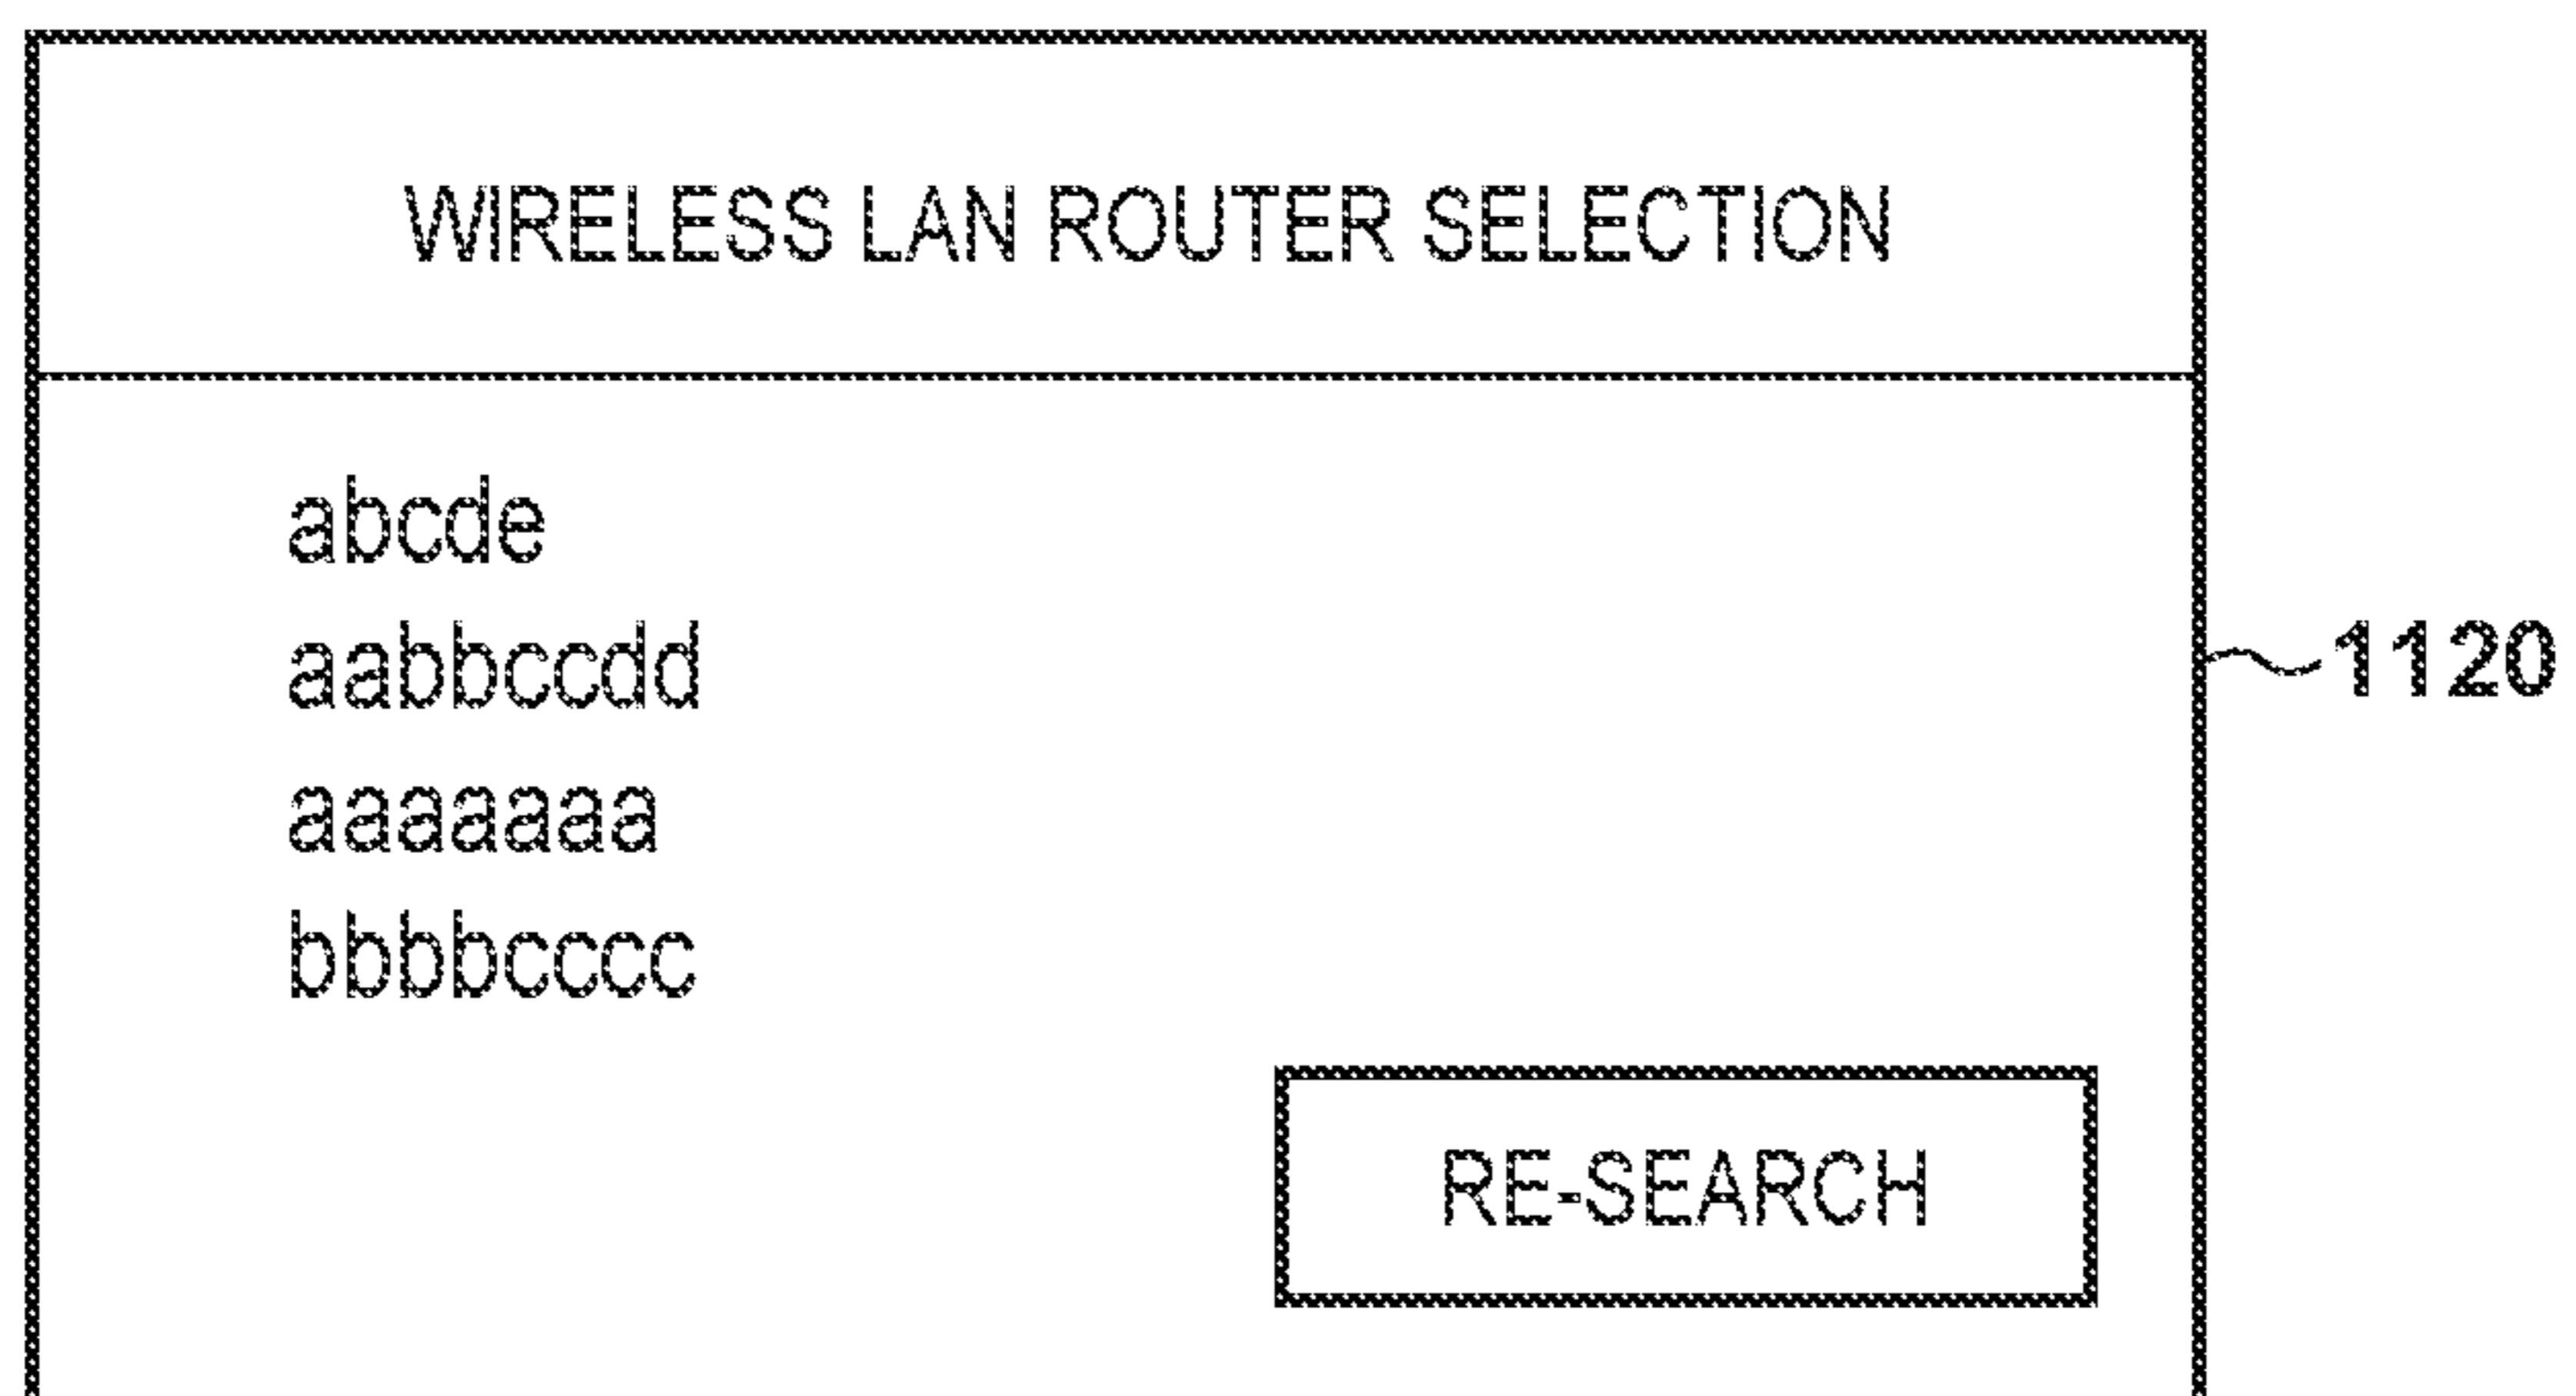 WIRELESS LAN ROUTER SELECTION
abcde
aabbccdd
aaaaaaa
bbbbcccc
1120
RE-SEARCH